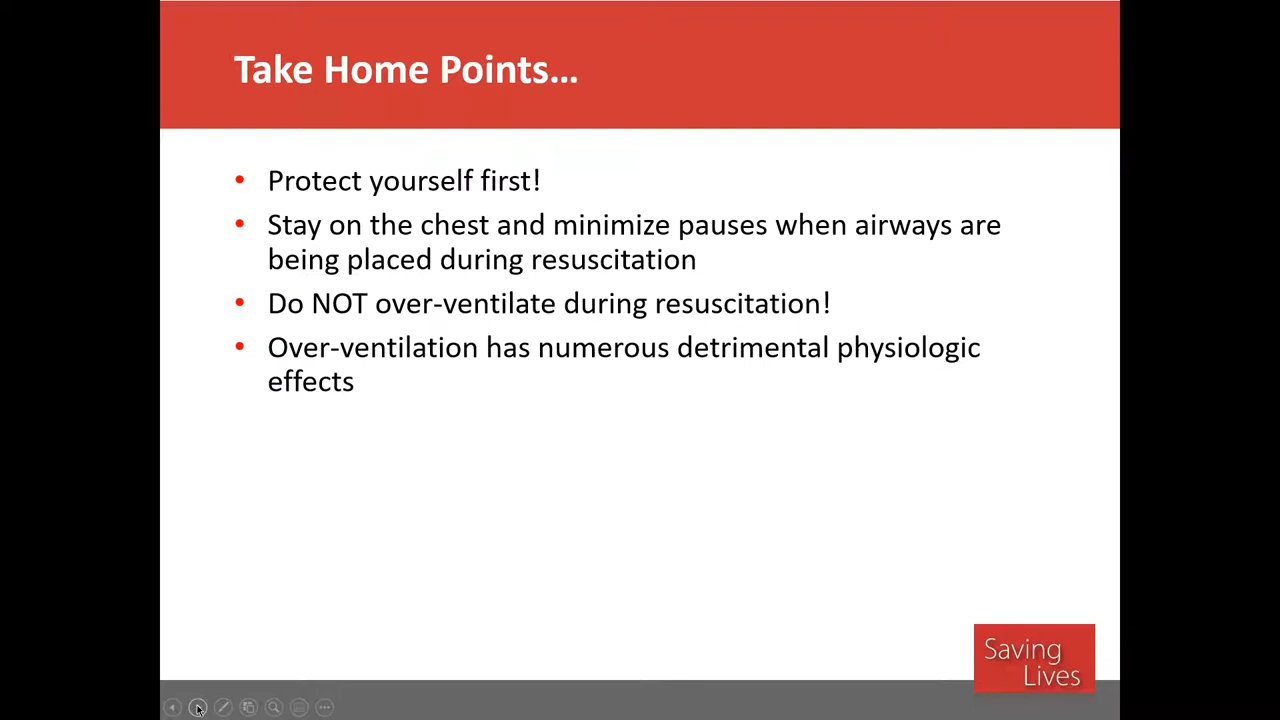 Take Home Points...
• Protect yourself first!
• Stay on the chest and minimize pauses when airways are
being placed during resuscitation
• Do NOT over-ventilate during resuscitation!
• Over-ventilation has numerous detrimental physiologic
effects
Saving
Lives